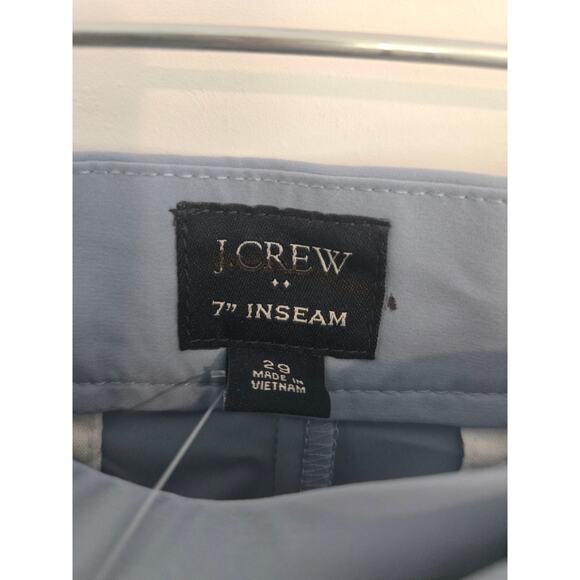 J.CREW
7” INSEAM
29
MADE IN
VIETNAM